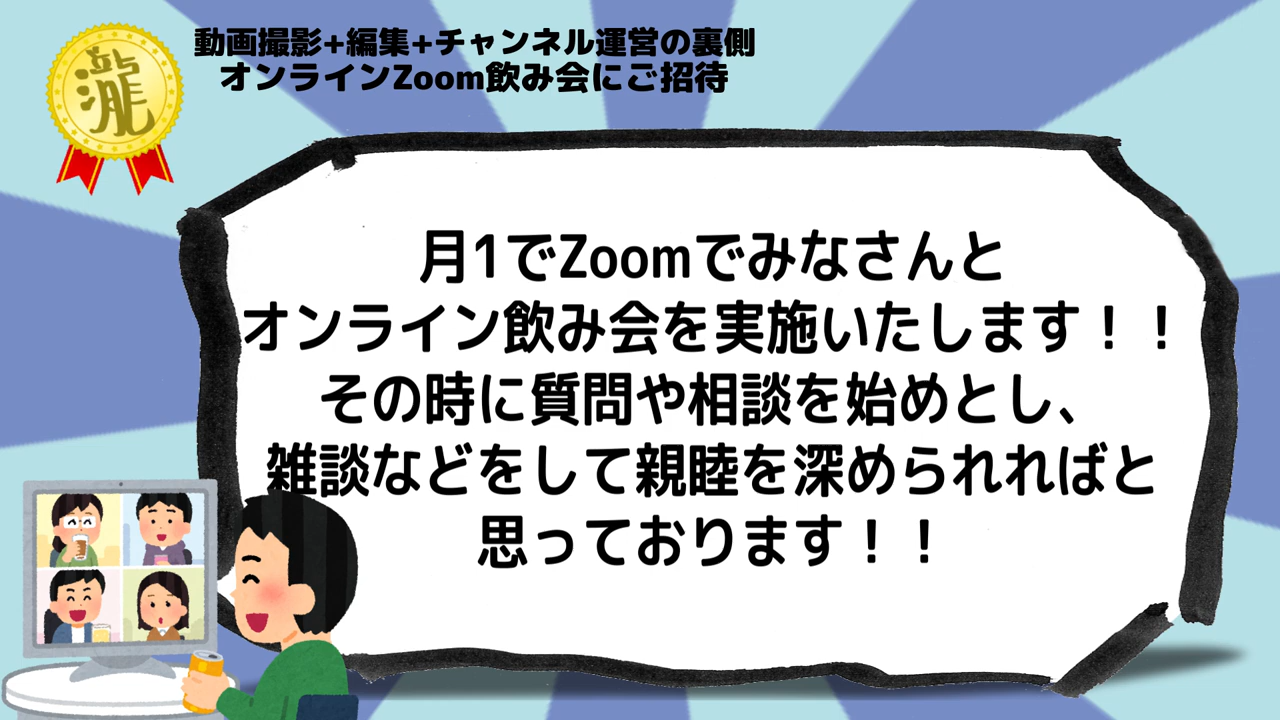 瀧
動画撮影+編集+チャンネル運営の裏側
オンラインZoom飲み会にご招待
月1でZoomでみなさんと
オンライン飲み会を実施いたします！！
その時に質問や相談を始めとし、
雑談などをして親睦を深められればと
思っております！！